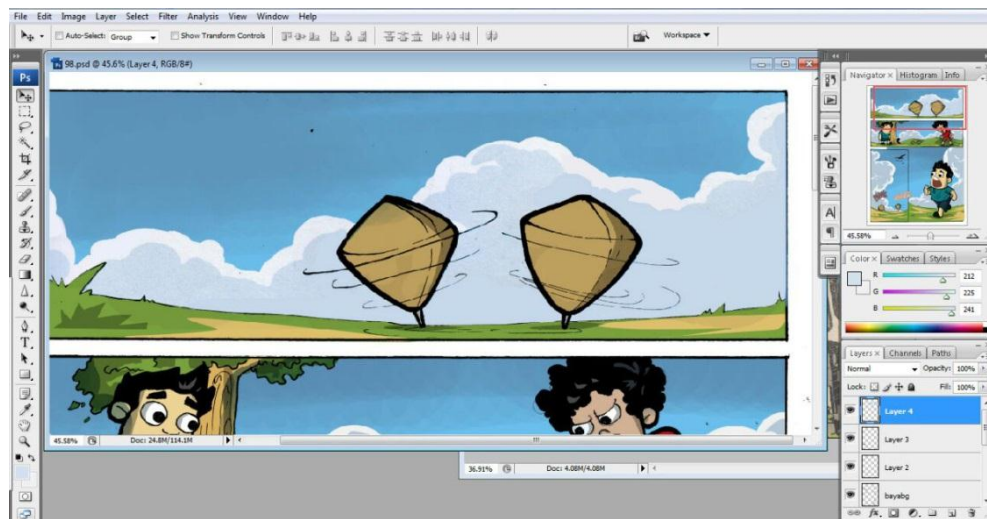 File Edit Image Layer Select Filter Analysis View Window Help
Auto-Select: Group Show Transform Controls Workspace
98.psd @ 45.6% (Layer 4, RGB/8#)
Ps
Navigator × Histogram Info
45.58%
Color × Swatches Styles
R 212
G 225
B 241
Layers × Channels Paths
Normal Opacity: 100%
Lock: Fill: 100%
Layer 4
Layer 3
Layer 2
bayabg
45.58% Doc: 24.8M/114.1M
36.91% Doc: 4.08M/4.08M